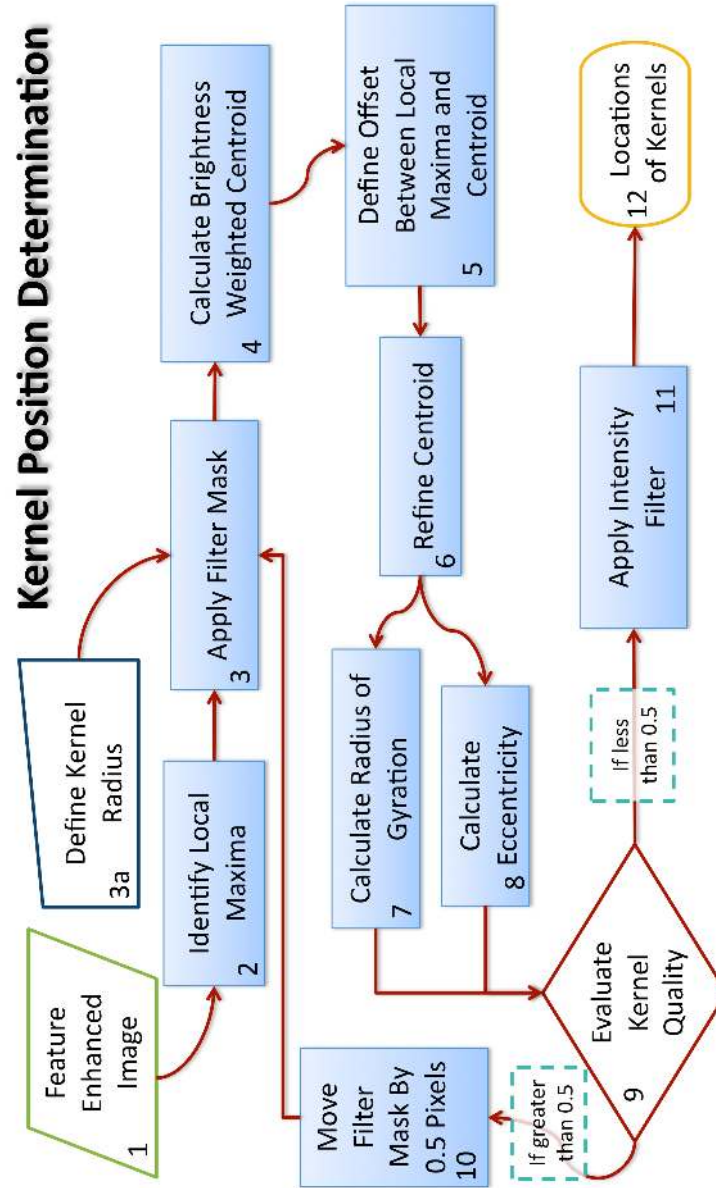 Kernel Position Determination
Feature
Enhanced
Image
1
Identify Local
Maxima
2
Define Kernel
Radius
3a
Apply Filter Mask
3
Calculate Brightness
Weighted Centroid
4
Define Offset
Between Local
Maxima and
Centroid
5
Refine Centroid
6
Calculate Radius of
Gyration
7
Calculate
Eccentricity
8
Evaluate
Kernel
Quality
9
If greater
than 0.5
Move
Filter
Mask By
0.5 Pixels
10
If less
than 0.5
Apply Intensity
Filter
11
Locations
of Kernels
12